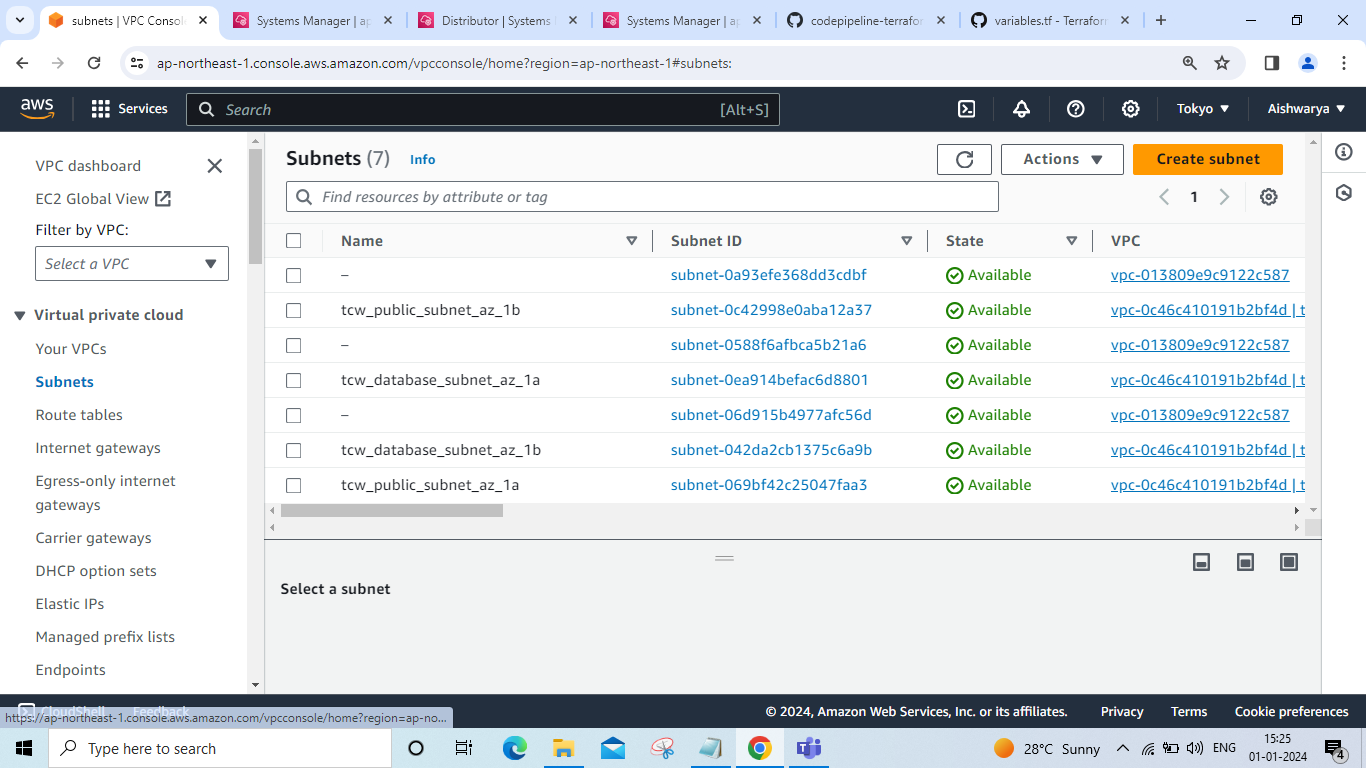 subnets | VPC Conso
Systems Manager | ap
Distributor | Systems
Systems Manager | ap
codepipeline-terrafor
variables.tf - Terraform
ap-northeast-1.console.aws.amazon.com/vpcconsole/home?region=ap-northeast-1#subnets:
aws Services Search [Alt+S] Tokyo Aishwarya
VPC dashboard
EC2 Global View
Filter by VPC:
Select a VPC
Virtual private cloud
Your VPCs
Subnets
Route tables
Internet gateways
Egress-only internet
gateways
Carrier gateways
DHCP option sets
Elastic IPs
Managed prefix lists
Endpoints
Subnets (7) Info Actions Create subnet
Find resources by attribute or tag 1
Name Subnet ID State VPC
– subnet-0a93efe368dd3cdbf Available vpc-013809e9c9122c587
tcw_public_subnet_az_1b subnet-0c42998e0aba12a37 Available vpc-0c46c410191b2bf4d | t
– subnet-0588f6afbca5b21a6 Available vpc-013809e9c9122c587
tcw_database_subnet_az_1a subnet-0ea914befac6d8801 Available vpc-0c46c410191b2bf4d | t
– subnet-06d915b4977afc56d Available vpc-013809e9c9122c587
tcw_database_subnet_az_1b subnet-042da2cb1375c6a9b Available vpc-0c46c410191b2bf4d | t
tcw_public_subnet_az_1a subnet-069bf42c25047faa3 Available vpc-0c46c410191b2bf4d | t
Select a subnet
CloudShell Feedback © 2024, Amazon Web Services, Inc. or its affiliates. Privacy Terms Cookie preferences
https://ap-northeast-1.console.aws.amazon.com/vpcconsole/home?region=ap-no...
Type here to search 28°C Sunny ENG 15:25
01-01-2024 4